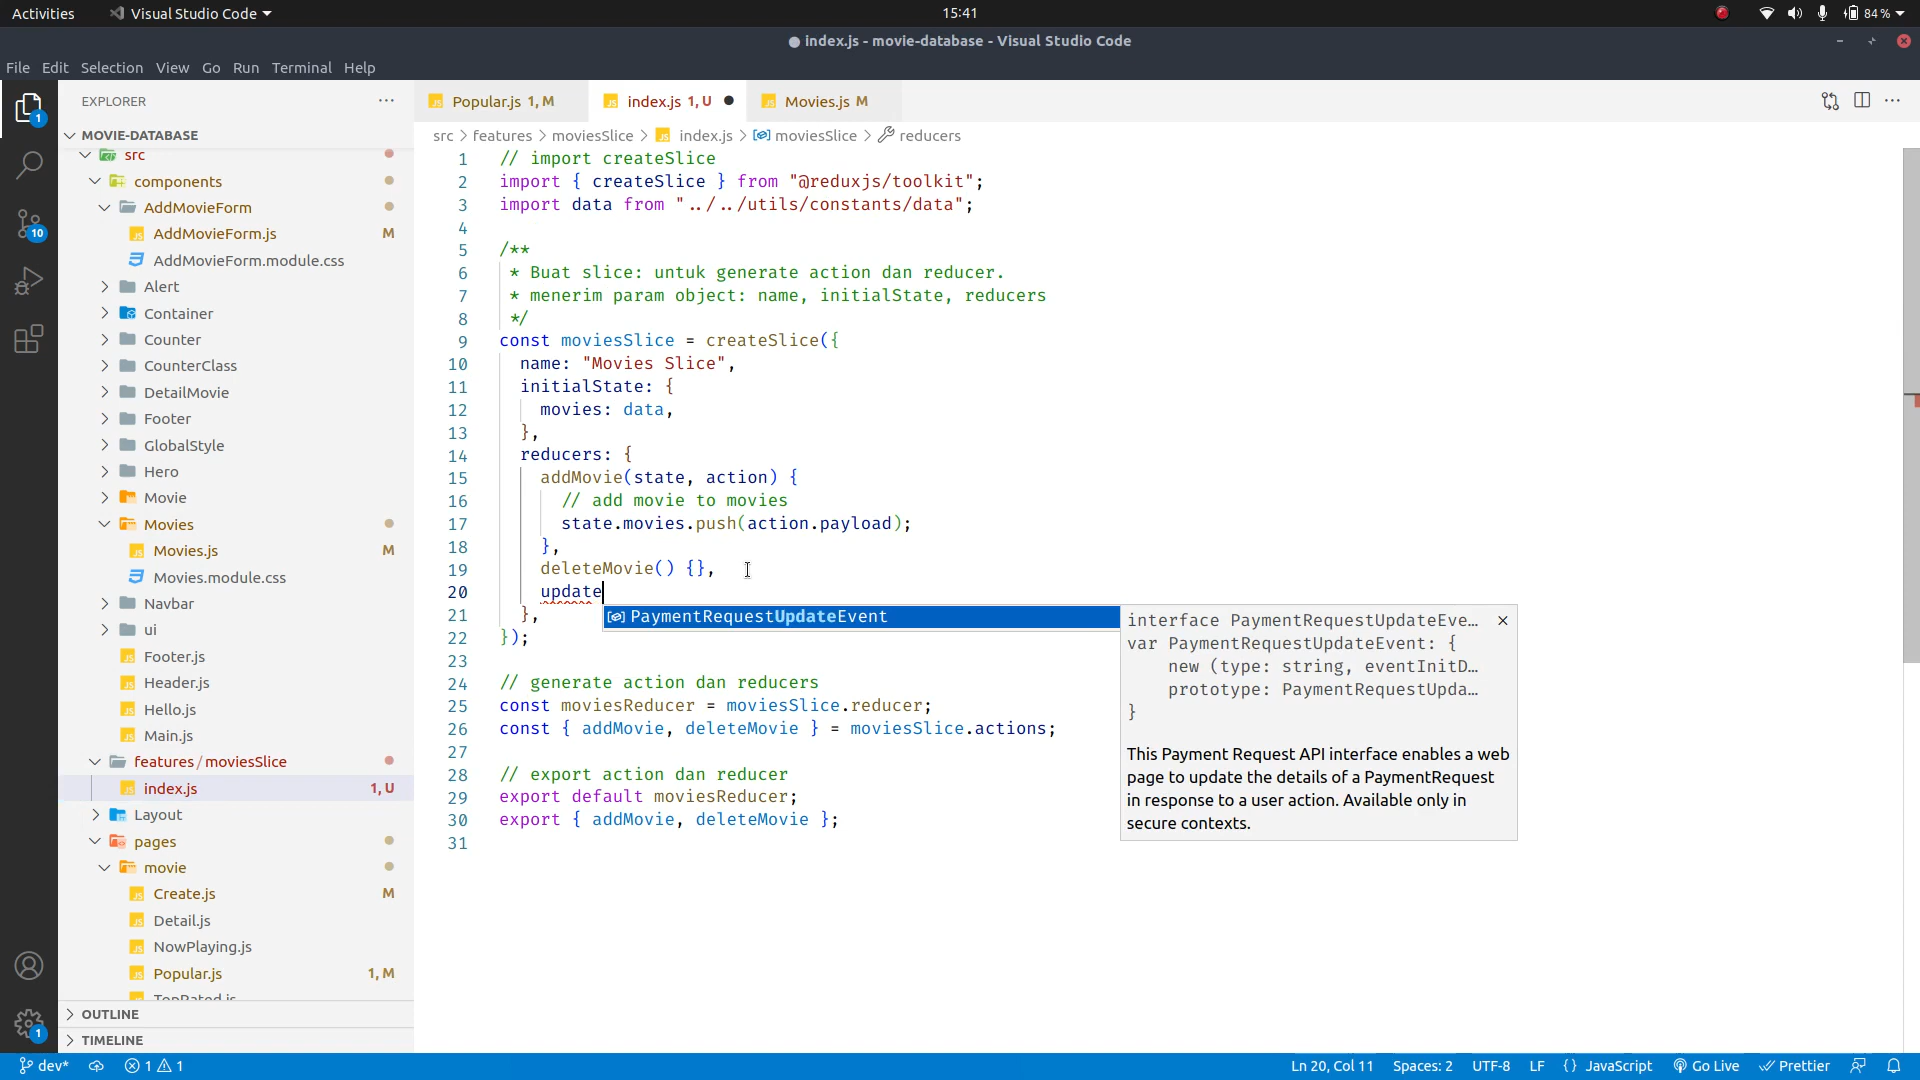 Activities
Visual Studio Code
15:41
84 %
index.js - movie-database - Visual Studio Code
File Edit Selection View Go Run Terminal Help
EXPLORER
MOVIE-DATABASE
src
components
AddMovieForm
AddMovieForm.js M
AddMovieForm.module.css
Alert
Container
Counter
CounterClass
DetailMovie
Footer
GlobalStyle
Hero
Movie
Movies
Movies.js M
Movies.module.css
Navbar
ui
Footer.js
Header.js
Hello.js
Main.js
features / moviesSlice
index.js 1, U
Layout
pages
movie
Create.js M
Detail.js
NowPlaying.js
Popular.js 1, M
TopRated.js
OUTLINE
TIMELINE
1
10
1
Popular.js 1, M
index.js 1, U
Movies.js M
src > features > moviesSlice > index.js > moviesSlice > reducers
1 // import createSlice
2 import { createSlice } from "@reduxjs/toolkit";
3 import data from "../../utils/constants/data";
4
5 /**
6 * Buat slice: untuk generate action dan reducer.
7 * menerim param object: name, initialState, reducers
8 */
9 const moviesSlice = createSlice({
10 name: "Movies Slice",
11 initialState: {
12 movies: data,
13 },
14 reducers: {
15 addMovie(state, action) {
16 // add movie to movies
17 state.movies.push(action.payload);
18 },
19 deleteMovie() {},
20 update
21 },
22 });
23
24 // generate action dan reducers
25 const moviesReducer = moviesSlice.reducer;
26 const { addMovie, deleteMovie } = moviesSlice.actions;
27
28 // export action dan reducer
29 export default moviesReducer;
30 export { addMovie, deleteMovie };
31
PaymentRequestUpdateEvent
interface PaymentRequestUpdateEve…
var PaymentRequestUpdateEvent: {
new (type: string, eventInitD…
prototype: PaymentRequestUpda…
}
This Payment Request API interface enables a web
page to update the details of a PaymentRequest
in response to a user action. Available only in
secure contexts.
dev* 1 1
Ln 20, Col 11 Spaces: 2 UTF-8 LF {} JavaScript Go Live Prettier